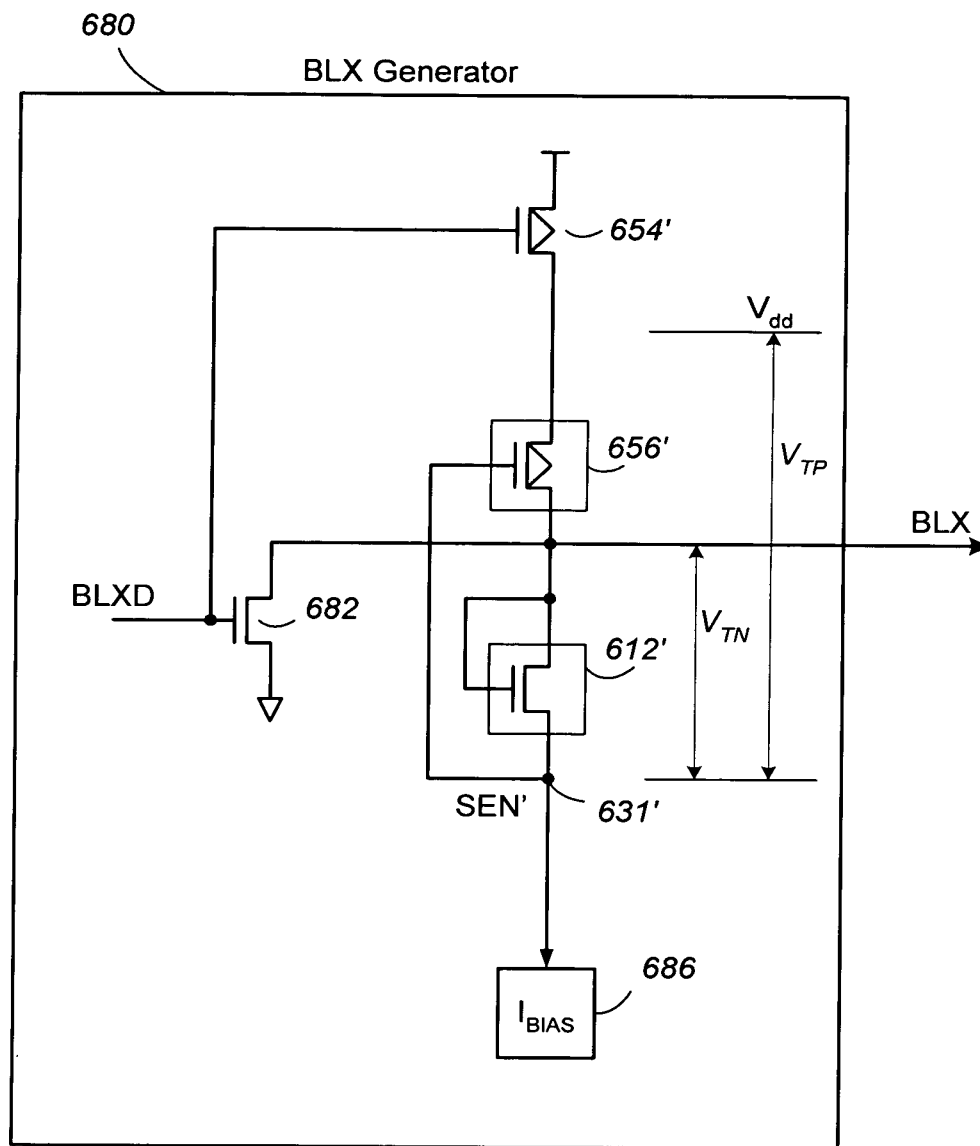 680
BLX Generator
654'
Vdd
656'
VTP
BLX
BLXD
682
VTN
612'
SEN'
631'
686
IBIAS